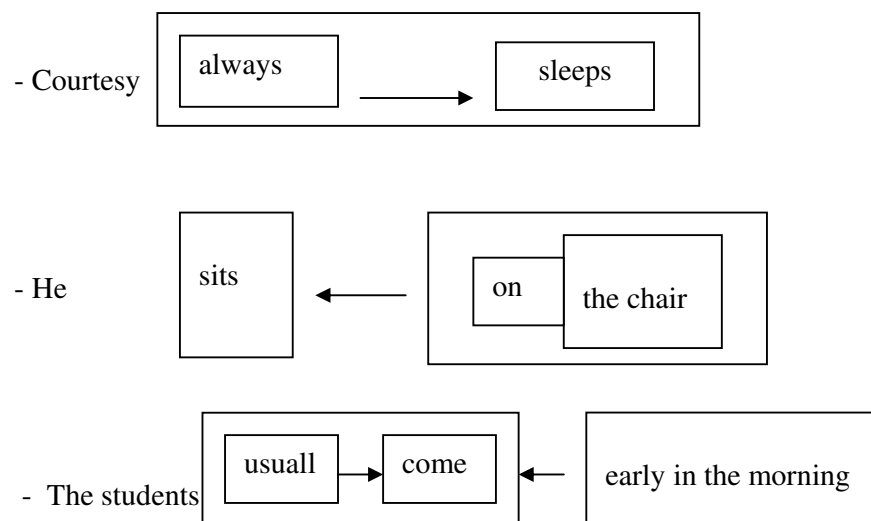 - Courtesy always sleeps
- He sits on the chair
- The students usuall come early in the morning